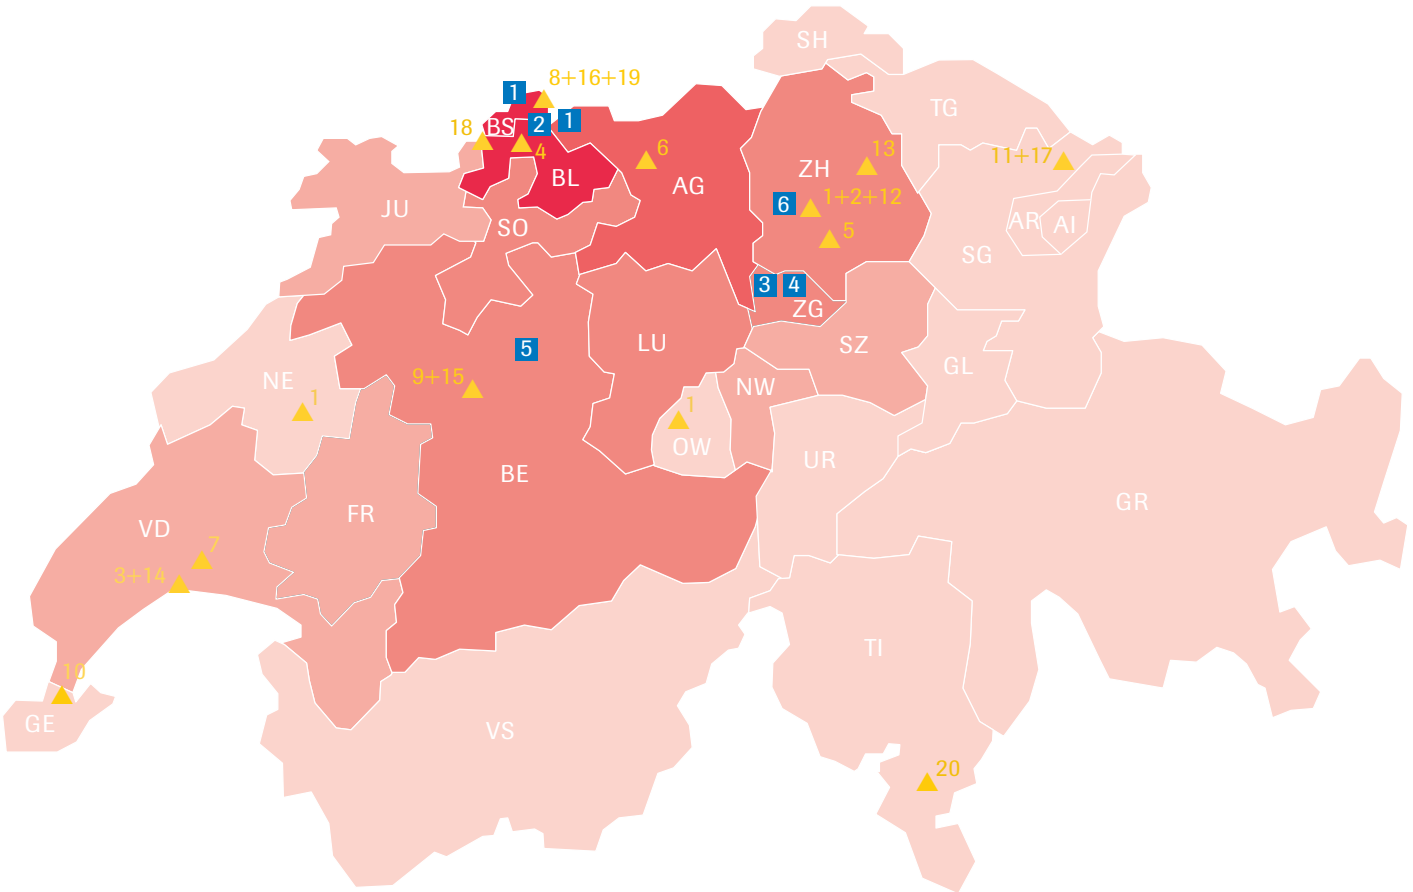 SH
8+16+19
1
TG
1
2
BS
18
4
6
11+17
13
ZH
BL
AG
6
1+2+12
JU
AR
AI
SO
5
SG
3
4
ZG
5
LU
SZ
GL
9+15
NE
NW
1
1
OW
UR
BE
GR
FR
VD
7
3+14
TI
10
GE
VS
20